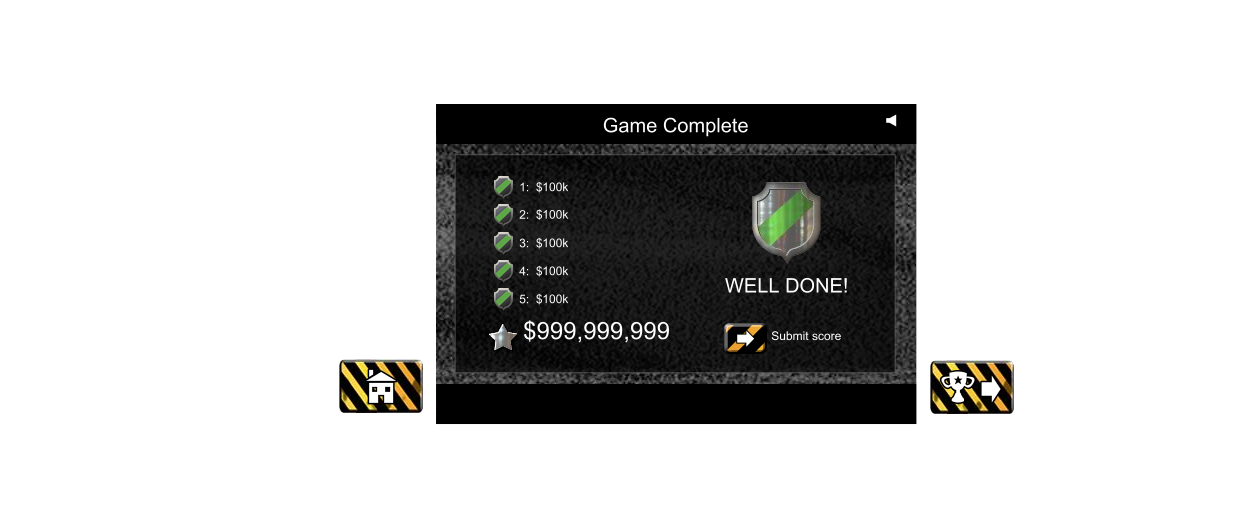 Game Complete
1: $100k
2: $100k
3: $100k
4: $100k
5: $100k
WELL DONE!
$999,999,999
Submit score